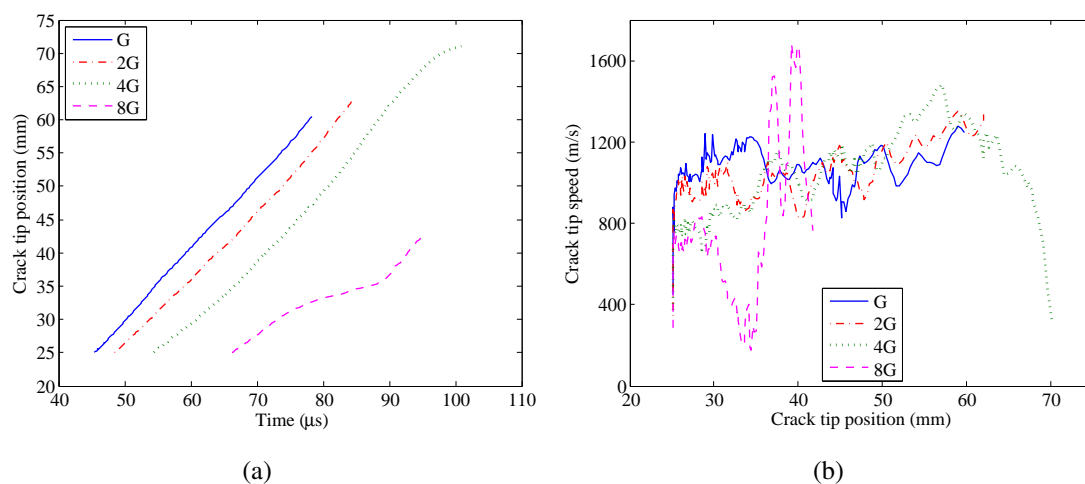 75
70
65
60
55
50
45
40
35
30
25
20
Crack tip position (mm)
G
2G
4G
8G
40 50 60 70 80 90 100 110
Time (μs)
(a)
1600
1200
800
400
0
Crack tip speed (m/s)
G
2G
4G
8G
20 30 40 50 60 70
Crack tip position (mm)
(b)